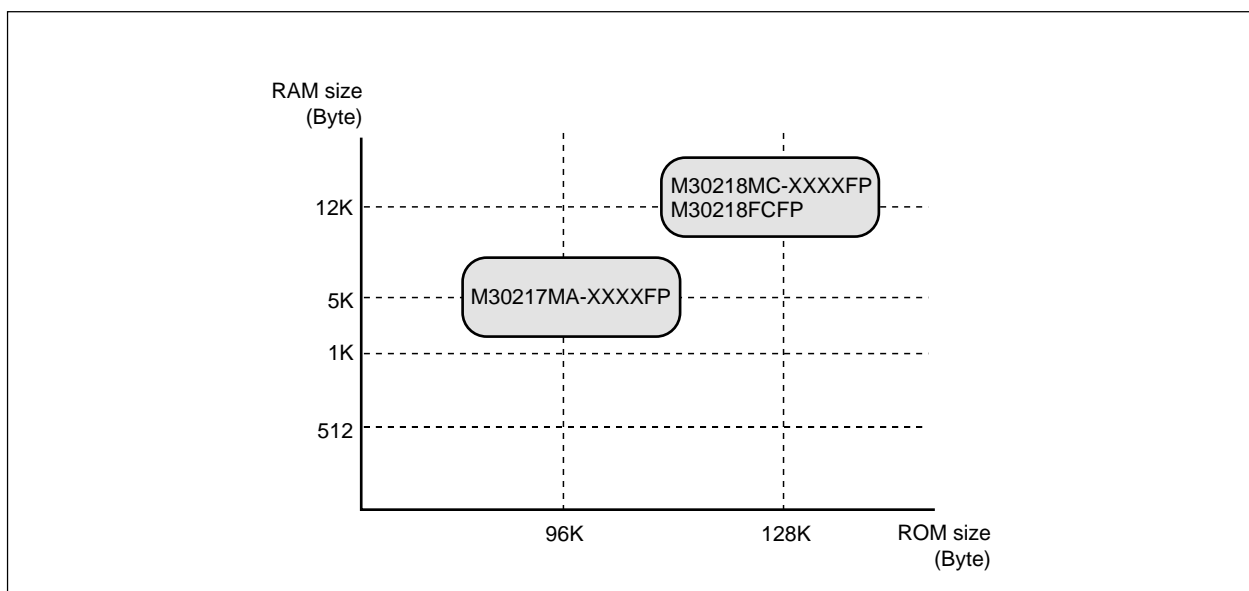 RAM size
(Byte)
M30218MC-XXXXFP
M30218FCFP
12K
M30217MA-XXXXFP
5K
1K
512
96K
128K
ROM size
(Byte)